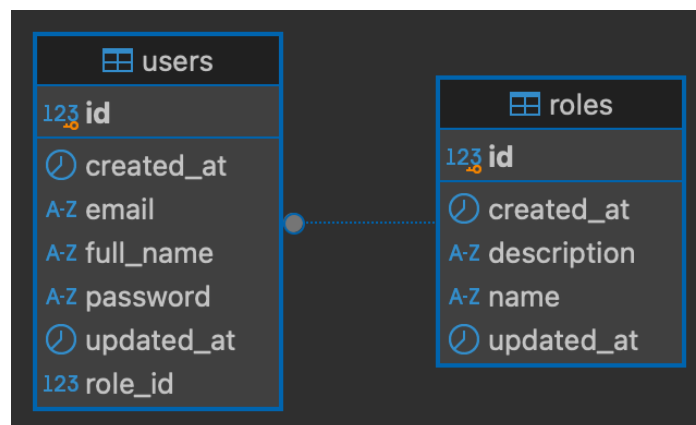 users
123 id
created_at
A-Z email
A-Z full_name
A-Z password
updated_at
123 role_id
roles
123 id
created_at
A-Z description
A-Z name
updated_at